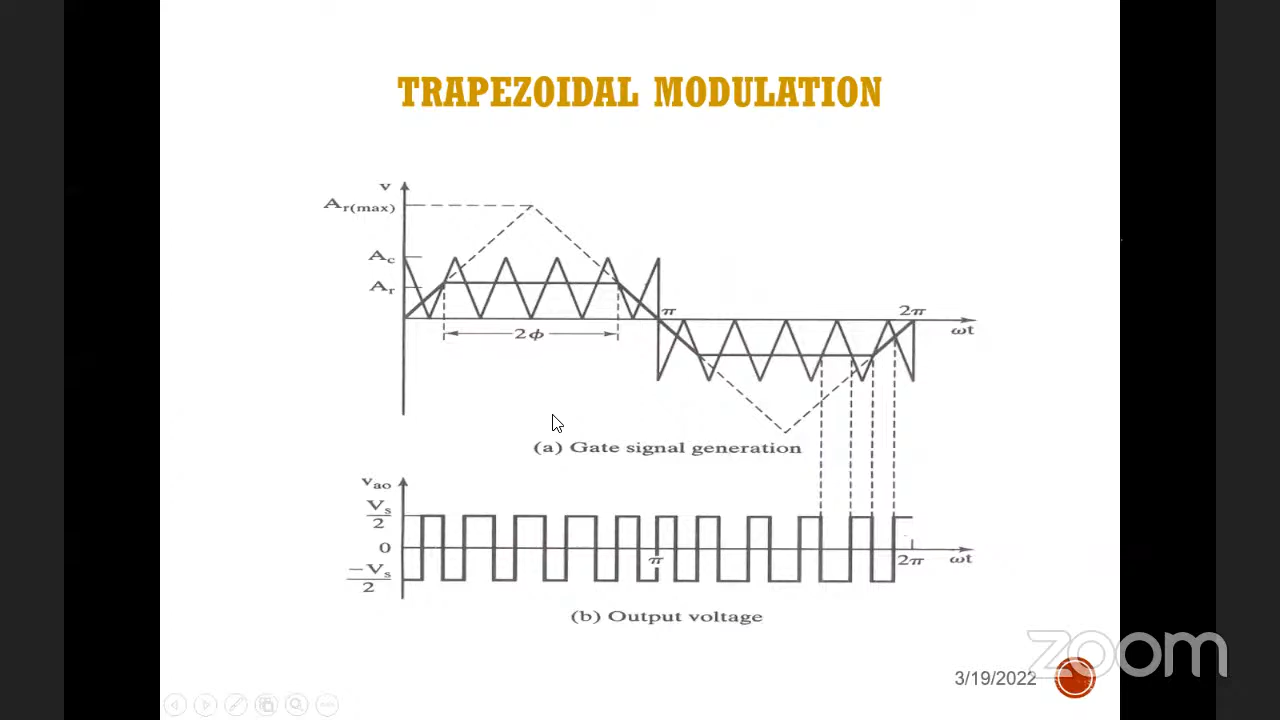 TRAPEZOIDAL MODULATION
v
Ar(max)
Ac
Ar
π
2π
ωt
2ϕ
(a) Gate signal generation
vao
Vs
2
0
−Vs
2
π
2π
ωt
(b) Output voltage
zoom
3/19/2022